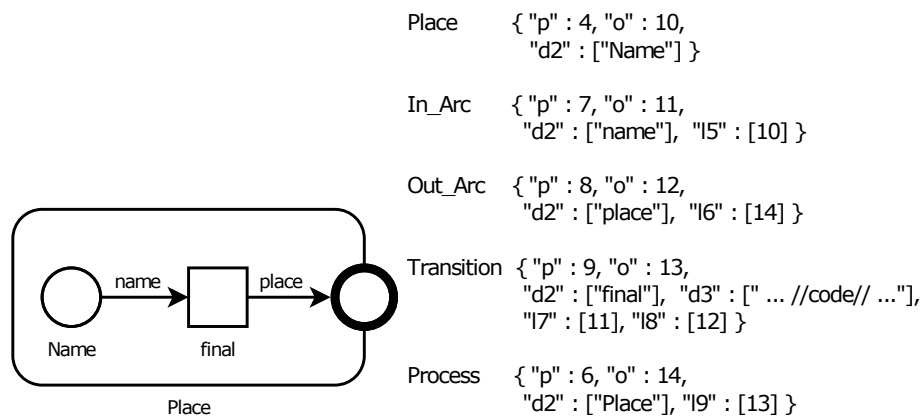 Place { "p" : 4, "o" : 10,
"d2" : ["Name"] }
In_Arc { "p" : 7, "o" : 11,
"d2" : ["name"], "l5" : [10] }
Out_Arc { "p" : 8, "o" : 12,
"d2" : ["place"], "l6" : [14] }
Transition { "p" : 9, "o" : 13,
"d2" : ["final"], "d3" : [" ... //code// ..."],
"l7" : [11], "l8" : [12] }
Process { "p" : 6, "o" : 14,
"d2" : ["Place"], "l9" : [13] }
name place
Name final
Place